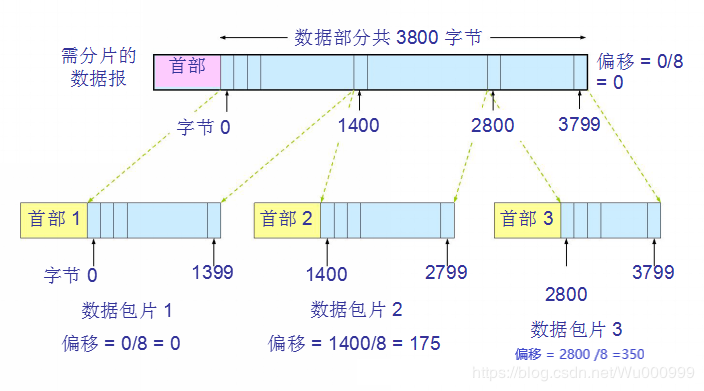 数据部分共 3800 字节
需分片的
数据报
首部
偏移 = 0/8
= 0
字节 0
1400
2800
3799
首部 1
首部 2
首部 3
字节 0
1399
1400
2799
2800
3799
数据包片 1
偏移 = 0/8 = 0
数据包片 2
偏移 = 1400/8 = 175
数据包片 3
偏移 = 2800 /8 =350
https://blog.csdn.net/Wu000999